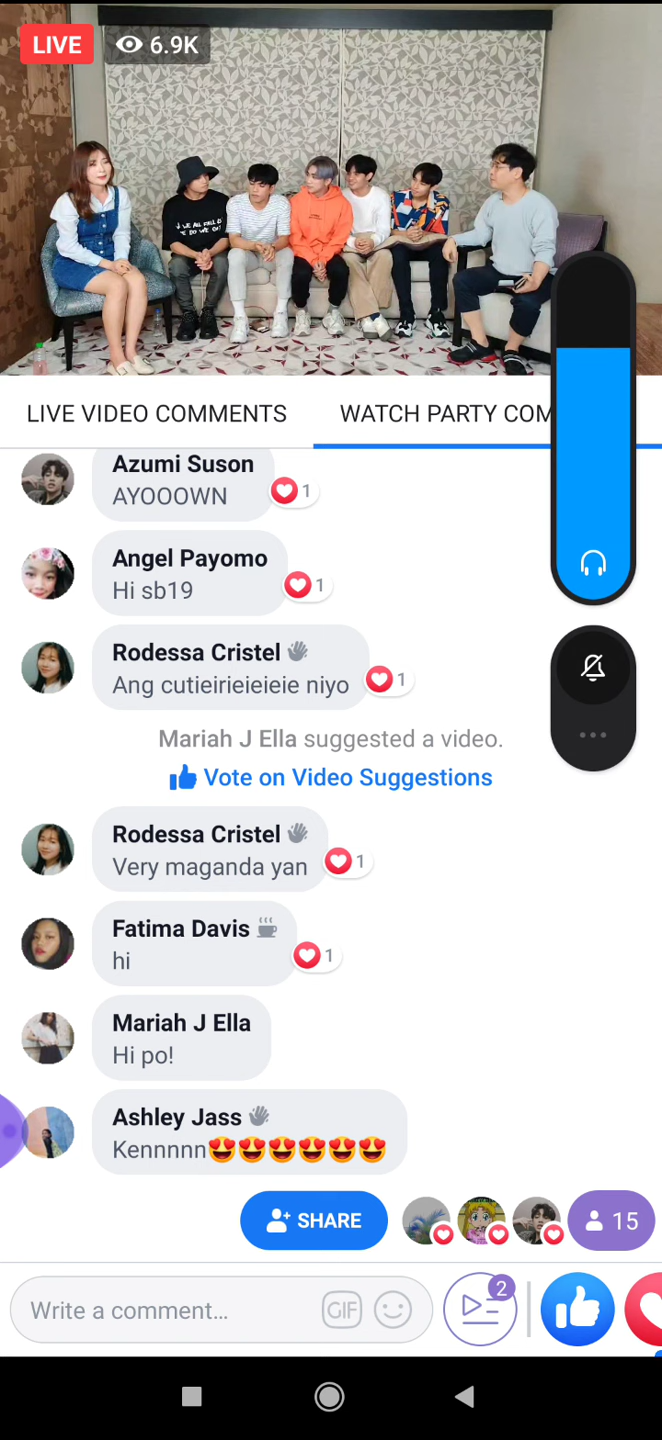 LIVE
6.9K
LIVE VIDEO COMMENTS
WATCH PARTY COM
Azumi Suson
AYOOOWN
1
Angel Payomo
Hi sb19
1
Rodessa Cristel
Ang cutieirieieieie niyo
1
Mariah J Ella suggested a video.
Vote on Video Suggestions
Rodessa Cristel
Very maganda yan
1
Fatima Davis
hi
1
Mariah J Ella
Hi po!
Ashley Jass
Kennnnn😍😍😍😍😍😍
SHARE
15
Write a comment...
GIF
2